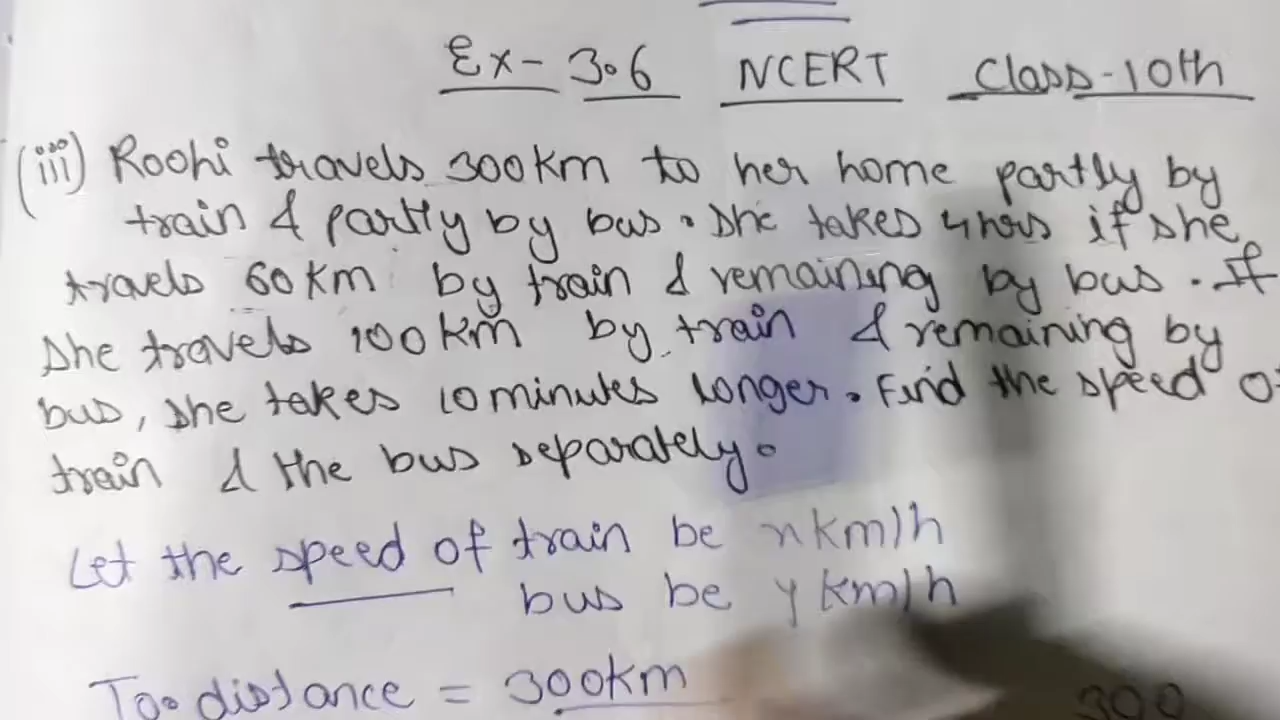 Ex- 3.6 NCERT Class-10th
(iii) Roohi travels 300km to her home partly by
train & partly by bus. She takes 4hrs if she
travels 60km by train & remaining by bus. If
She travels 100km by train & remaining by
bus, she takes 10minutes longer. Find the speed of
train & the bus separately.
Let the speed of train be x km/h
bus be y km/h
To. distance = 300km
300